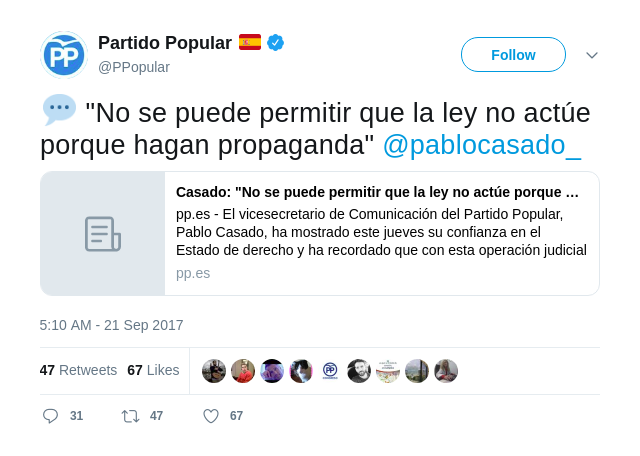 PP
Partido Popular
@PPopular
Follow
"No se puede permitir que la ley no actúe
porque hagan propaganda" @pablocasado_
Casado: "No se puede permitir que la ley no actúe porque …
pp.es - El vicesecretario de Comunicación del Partido Popular,
Pablo Casado, ha mostrado este jueves su confianza en el
Estado de derecho y ha recordado que con esta operación judicial
pp.es
5:10 AM - 21 Sep 2017
47 Retweets 67 Likes
PP
31 47 67